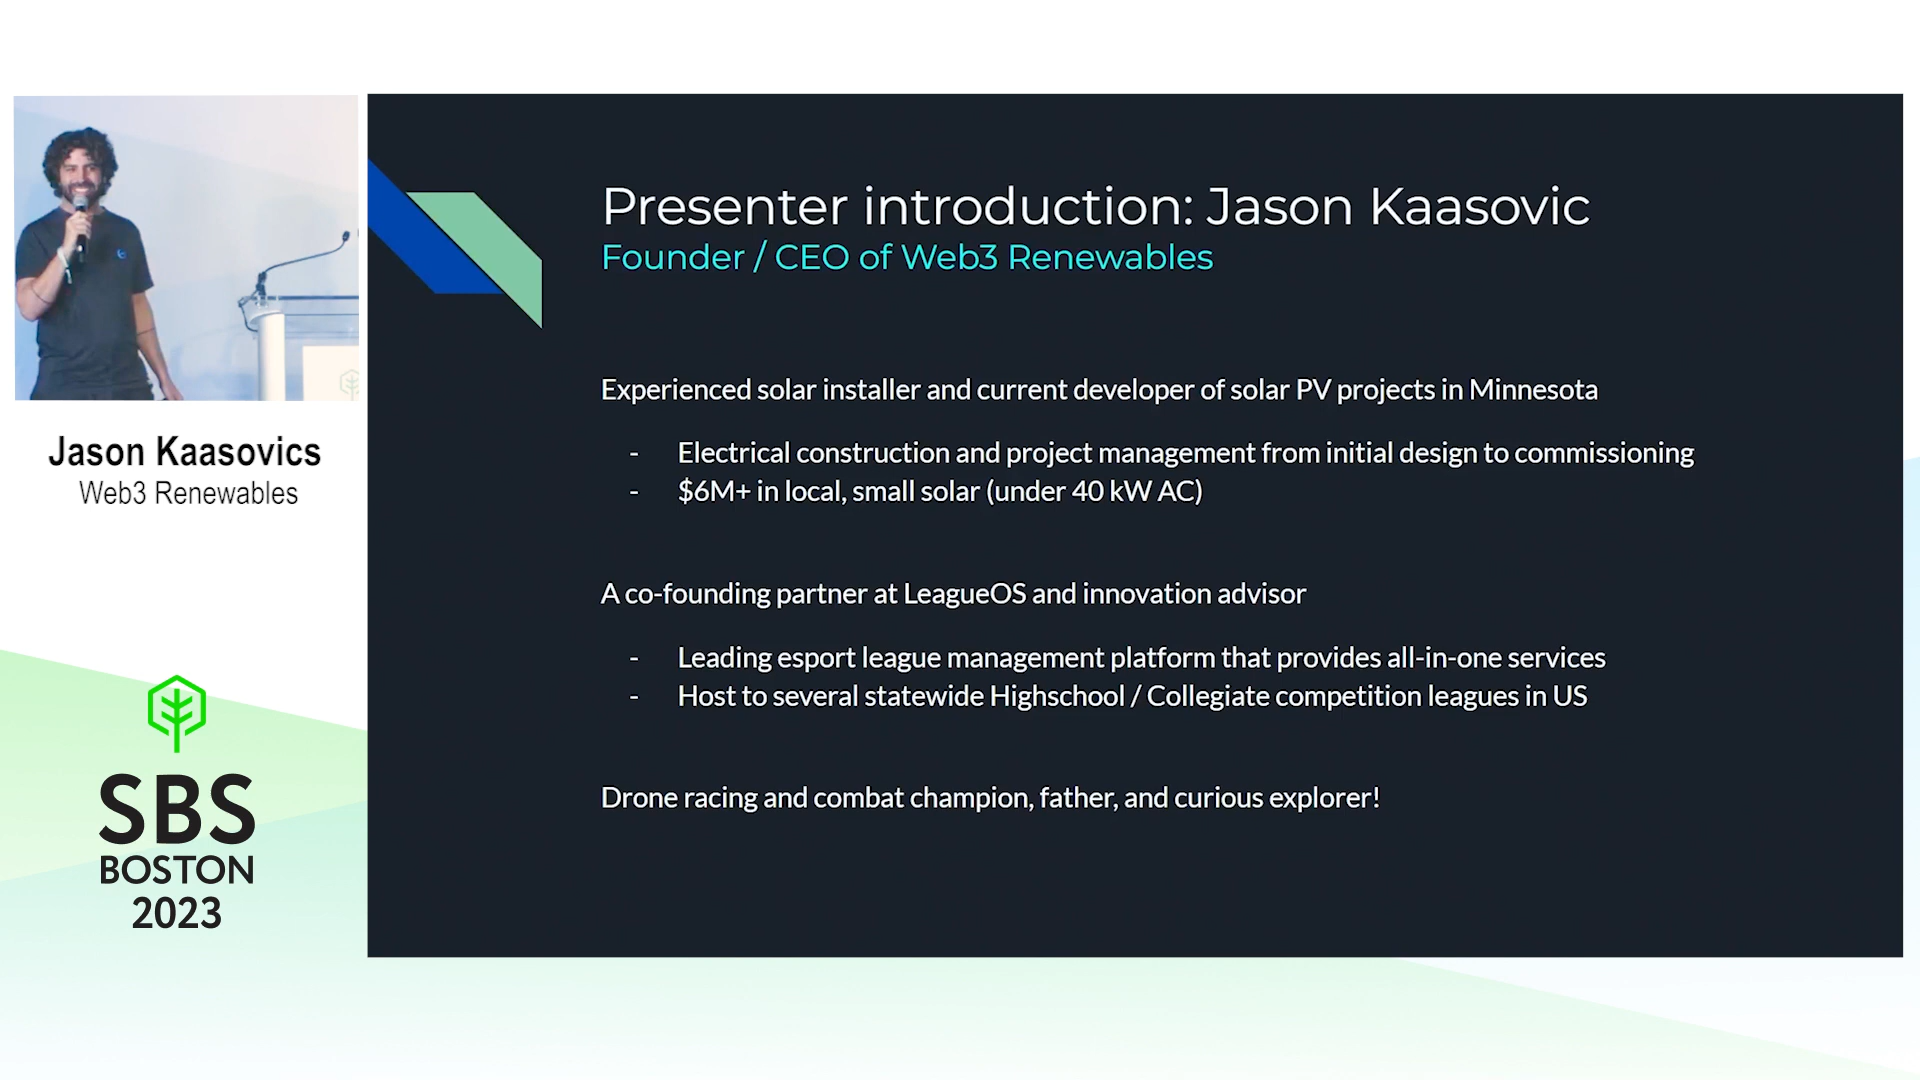 Presenter introduction: Jason Kaasovic
Founder / CEO of Web3 Renewables
Experienced solar installer and current developer of solar PV projects in Minnesota
- Electrical construction and project management from initial design to commissioning
- $6M+ in local, small solar (under 40 kW AC)
A co-founding partner at LeagueOS and innovation advisor
- Leading esport league management platform that provides all-in-one services
- Host to several statewide Highschool / Collegiate competition leagues in US
Drone racing and combat champion, father, and curious explorer!
Jason Kaasovics
Web3 Renewables
SBS
BOSTON
2023